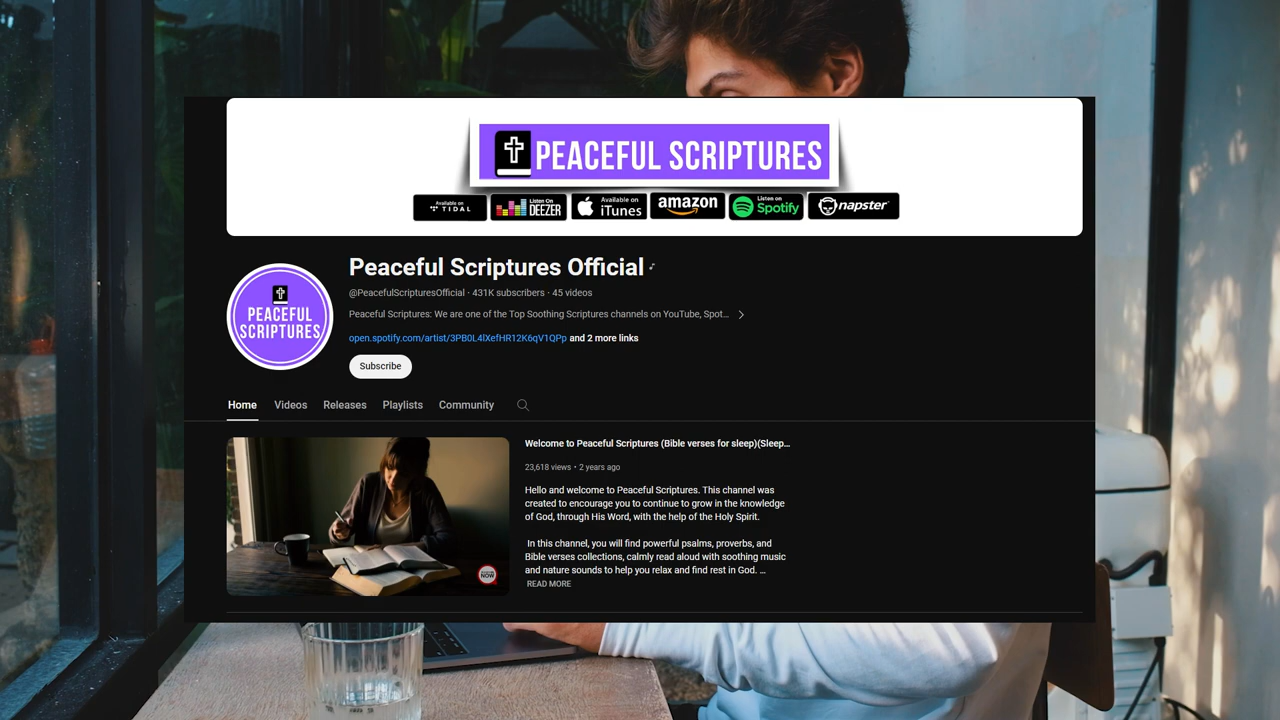 PEACEFUL SCRIPTURES
Available on TIDAL
Listen On DEEZER
Available on iTunes
amazon
Listen on Spotify
napster
PEACEFUL
SCRIPTURES
Peaceful Scriptures Official
@PeacefulScripturesOfficial · 431K subscribers · 45 videos
Peaceful Scriptures: We are one of the Top Soothing Scriptures channels on YouTube, Spot...
open.spotify.com/artist/3PB0L4lXefHR12K6qV1QPp and 2 more links
Subscribe
Home Videos Releases Playlists Community
Welcome to Peaceful Scriptures (Bible verses for sleep)(Sleep...
23,618 views • 2 years ago
Hello and welcome to Peaceful Scriptures. This channel was
created to encourage you to continue to grow in the knowledge
of God, through His Word, with the help of the Holy Spirit.
In this channel, you will find powerful psalms, proverbs, and
Bible verses collections, calmly read aloud with soothing music
and nature sounds to help you relax and find rest in God. ...
READ MORE
NOW